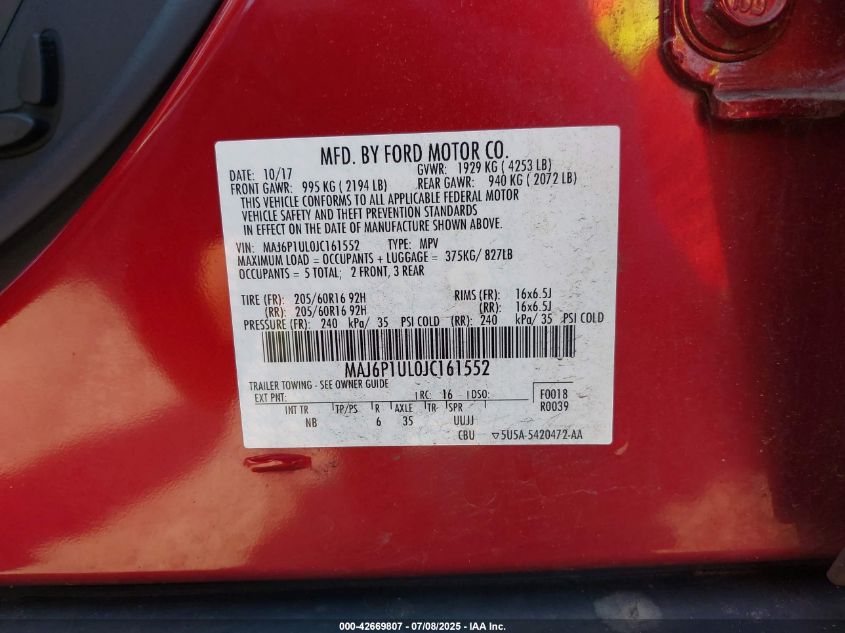 MFD. BY FORD MOTOR CO.
DATE: 10/17 GVWR: 1929 KG ( 4253 LB)
FRONT GAWR: 995 KG ( 2194 LB) REAR GAWR: 940 KG ( 2072 LB)
THIS VEHICLE CONFORMS TO ALL APPLICABLE FEDERAL MOTOR
VEHICLE SAFETY AND THEFT PREVENTION STANDARDS
IN EFFECT ON THE DATE OF MANUFACTURE SHOWN ABOVE.
VIN: MAJ6P1UL0JC161552 TYPE: MPV
MAXIMUM LOAD = OCCUPANTS + LUGGAGE = 375KG/ 827LB
OCCUPANTS = 5 TOTAL; 2 FRONT, 3 REAR
TIRE (FR): 205/60R16 92H RIMS (FR): 16x6.5J
(RR): 205/60R16 92H (RR): 16x6.5J
PRESSURE (FR): 240 kPa/ 35 PSI COLD (RR): 240 kPa/ 35 PSI COLD
MAJ6P1UL0JC161552
TRAILER TOWING - SEE OWNER GUIDE
EXT PNT: RC: 16 DSO: F0018
R0039
INT TR TP/PS R AXLE TR SPR
NB 6 35 UUJJ
CBU ▽5USA-5420472-AA
000-42669807 - 07/08/2025 - IAA Inc.